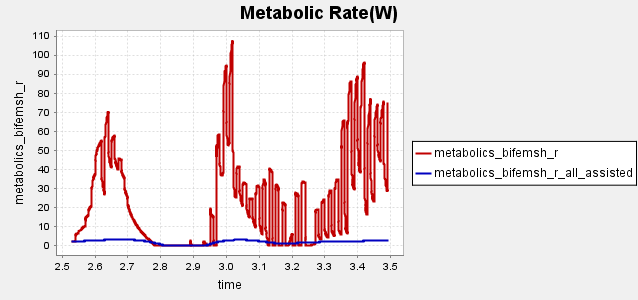 Metabolic Rate(W)
metabolics_bifemsh_r
110
100
90
80
70
60
50
40
30
20
10
0
2.5 2.6 2.7 2.8 2.9 3.0 3.1 3.2 3.3 3.4 3.5
time
metabolics_bifemsh_r
metabolics_bifemsh_r_all_assisted